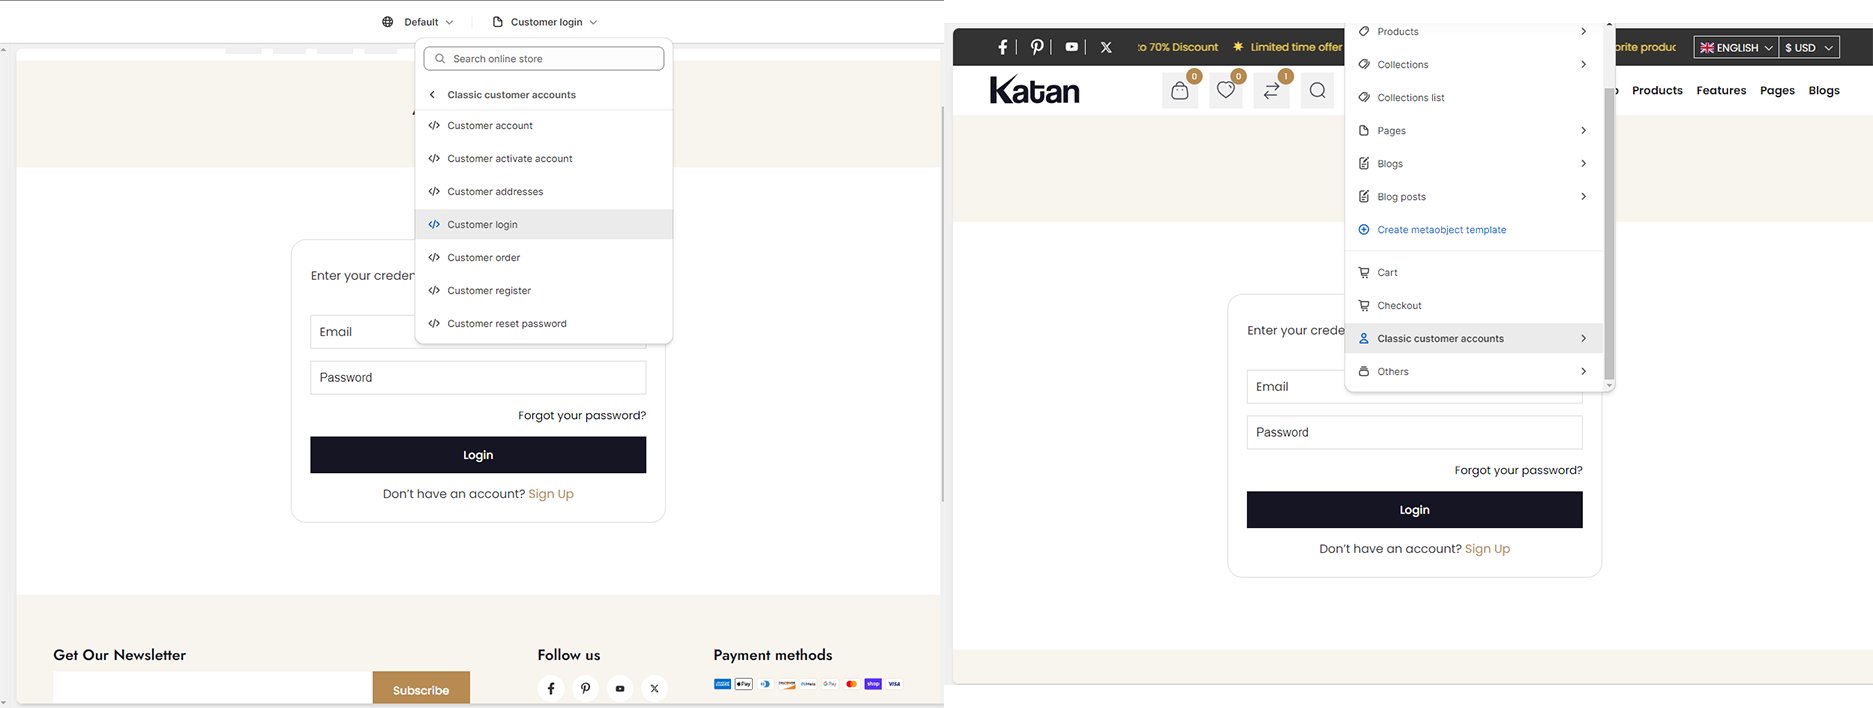 Default
Customer login
Search online store
Classic customer accounts
Customer account
Customer activate account
Customer addresses
Customer login
Customer order
Customer register
Customer reset password
Enter your creden
Email
Password
Forgot your password?
Login
Don't have an account? Sign Up
Get Our Newsletter
Subscribe
Follow us
Payment methods
Pay
G Pay
shop
VISA
to 70% Discount
Limited time offer
orite produc
ENGLISH
$ USD
Katan
0
0
1
Products
Features
Pages
Blogs
Products
Collections
Collections list
Pages
Blogs
Blog posts
Create metaobject template
Cart
Checkout
Classic customer accounts
Others
Enter your crede
Email
Password
Forgot your password?
Login
Don't have an account? Sign Up